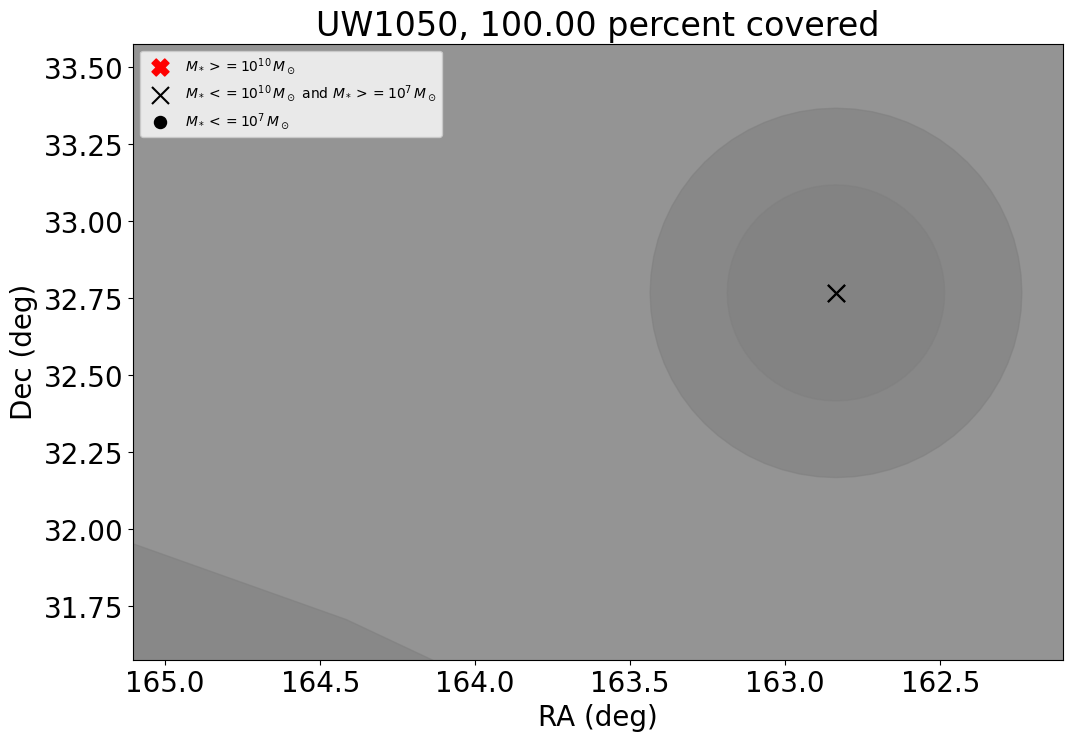 UW1050, 100.00 percent covered
M* >= 10^10 M⊙
M* <= 10^10 M⊙ and M* >= 10^7 M⊙
M* <= 10^7 M⊙
33.50
33.25
33.00
32.75
32.50
32.25
32.00
31.75
Dec (deg)
165.0 164.5 164.0 163.5 163.0 162.5
RA (deg)